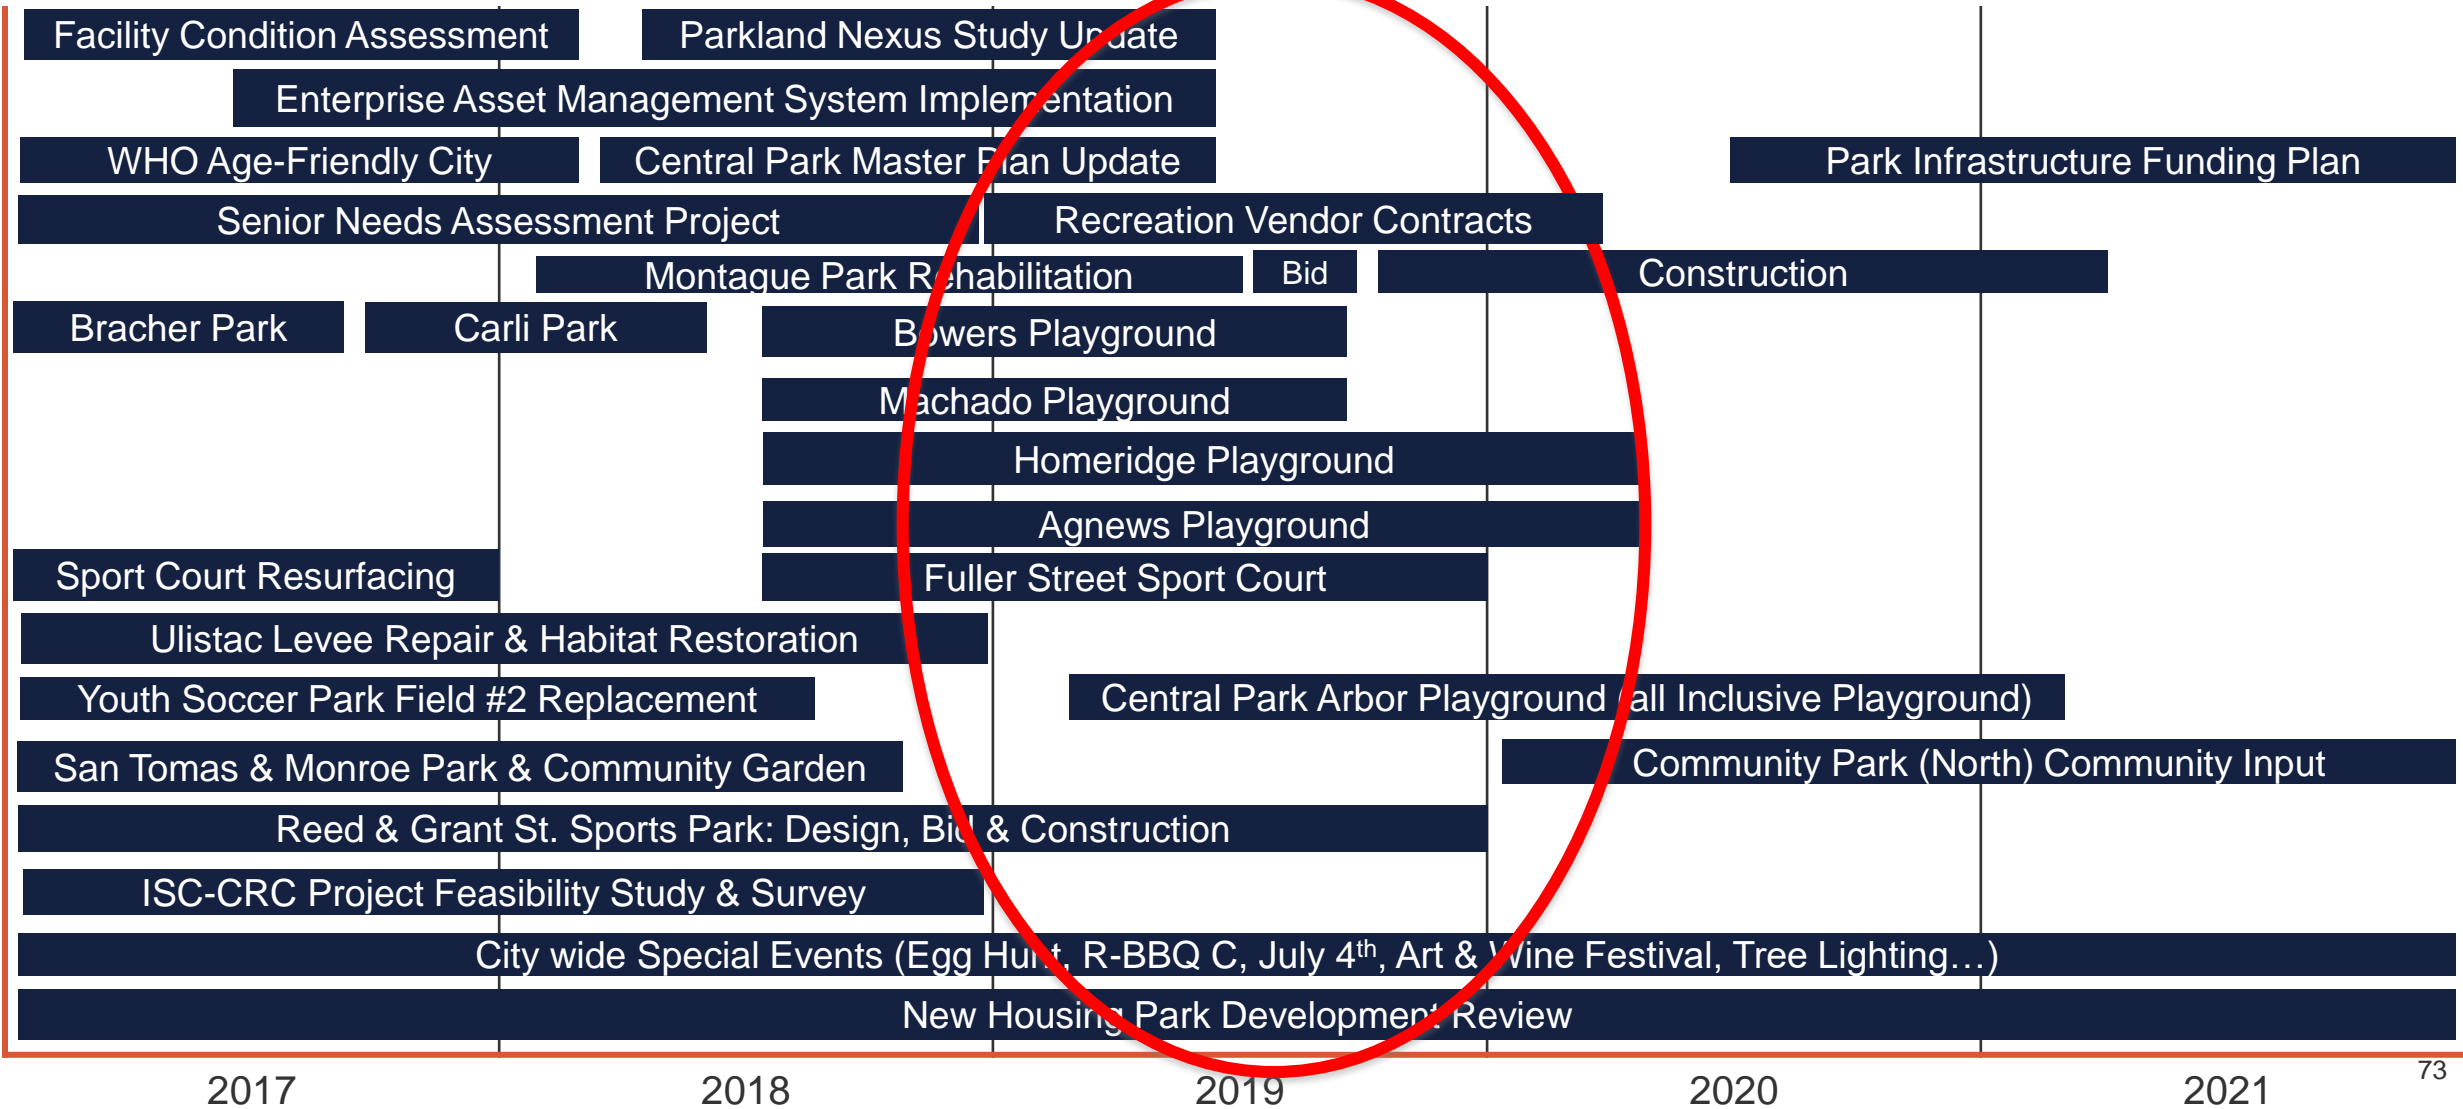 Facility Condition Assessment
Parkland Nexus Study Update
Enterprise Asset Management System Implementation
WHO Age-Friendly City
Central Park Master Plan Update
Park Infrastructure Funding Plan
Senior Needs Assessment Project
Recreation Vendor Contracts
Montague Park Rehabilitation
Bid
Construction
Bracher Park
Carli Park
Bowers Playground
Machado Playground
Homeridge Playground
Agnews Playground
Sport Court Resurfacing
Fuller Street Sport Court
Ulistac Levee Repair & Habitat Restoration
Youth Soccer Park Field #2 Replacement
Central Park Arbor Playground (all Inclusive Playground)
San Tomas & Monroe Park & Community Garden
Community Park (North) Community Input
Reed & Grant St. Sports Park: Design, Bid & Construction
ISC-CRC Project Feasibility Study & Survey
City wide Special Events (Egg Hunt, R-BBQ C, July 4th, Art & Wine Festival, Tree Lighting…)
New Housing Park Development Review
73
2017
2018
2019
2020
2021